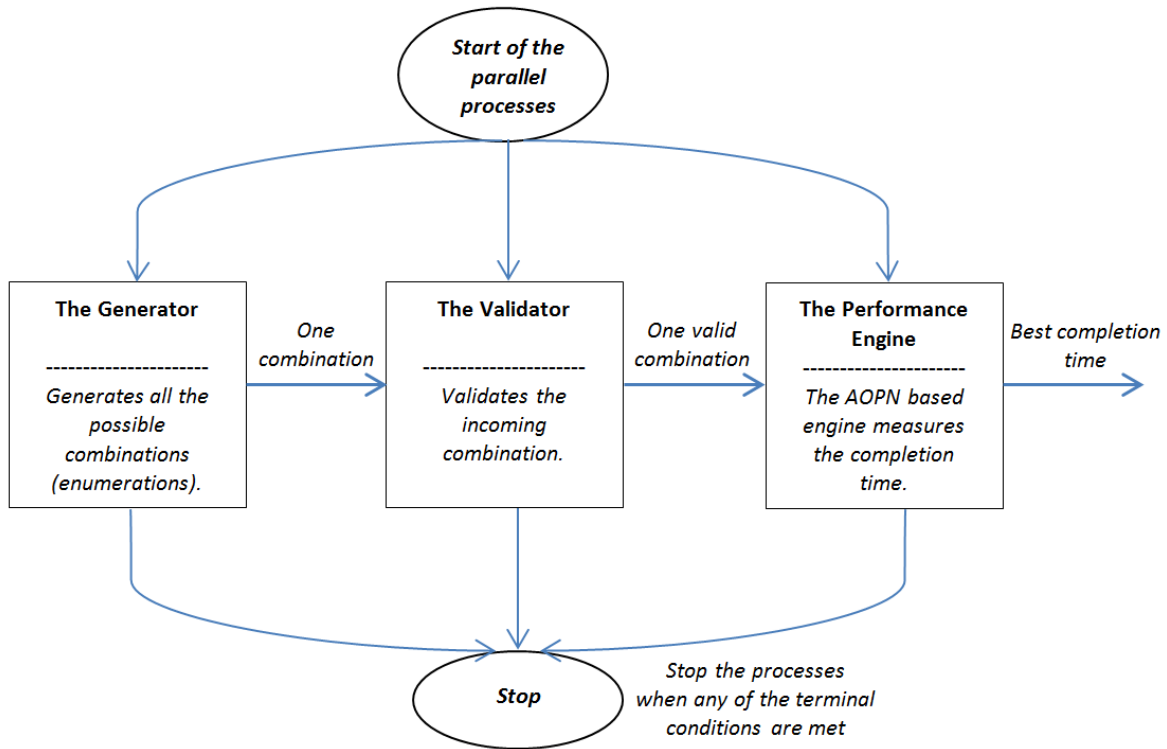 Start of the
parallel
processes
The Generator
----------------------
Generates all the
possible
combinations
(enumerations).
One
combination
The Validator
----------------------
Validates the
incoming
combination.
One valid
combination
The Performance
Engine
----------------------
The AOPN based
engine measures
the completion
time.
Best completion
time
Stop
Stop the processes
when any of the terminal
conditions are met